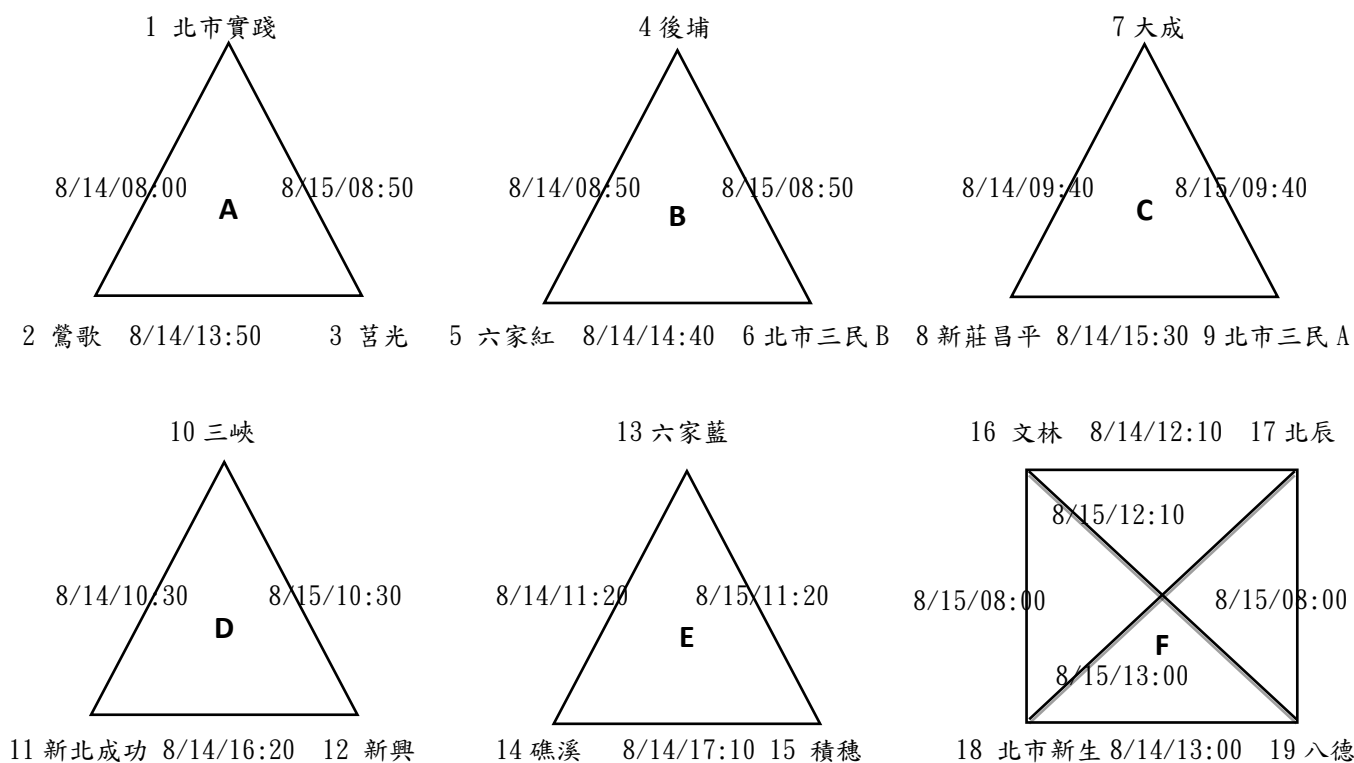 1 北市實踐 4 後埔 7 大成
8/14/08:00 8/15/08:50 8/14/08:50 8/15/08:50 8/14/09:40 8/15/09:40
A B C
2 鶯歌 8/14/13:50 3 莒光 5 六家紅 8/14/14:40 6 北市三民 B 8 新莊昌平 8/14/15:30 9 北市三民 A
10 三峽 13 六家藍 16 文林 8/14/12:10 17 北辰
8/15/12:10
8/14/10:30 8/15/10:30 8/14/11:20 8/15/11:20 8/15/08:00 8/15/08:00
D E F
8/15/13:00
11 新北成功 8/14/16:20 12 新興 14 礁溪 8/14/17:10 15 積穗 18 北市新生 8/14/13:00 19 八德